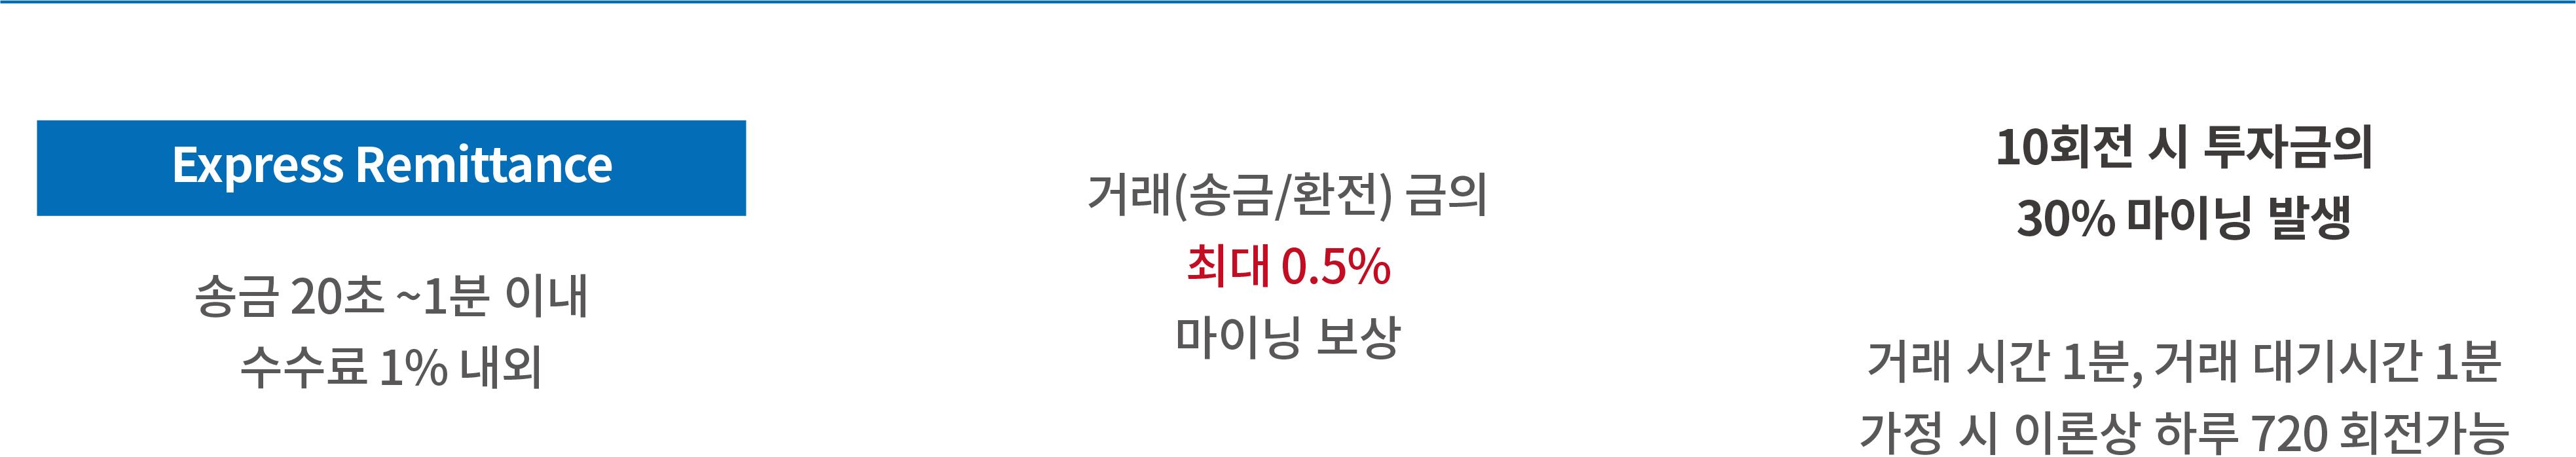 Express Remittance
송금 20초 ~1분 이내
수수료 1% 내외
거래(송금/환전) 금의
최대 0.5%
마이닝 보상
10회전 시 투자금의
30% 마이닝 발생
거래 시간 1분, 거래 대기시간 1분
가정 시 이론상 하루 720 회전가능